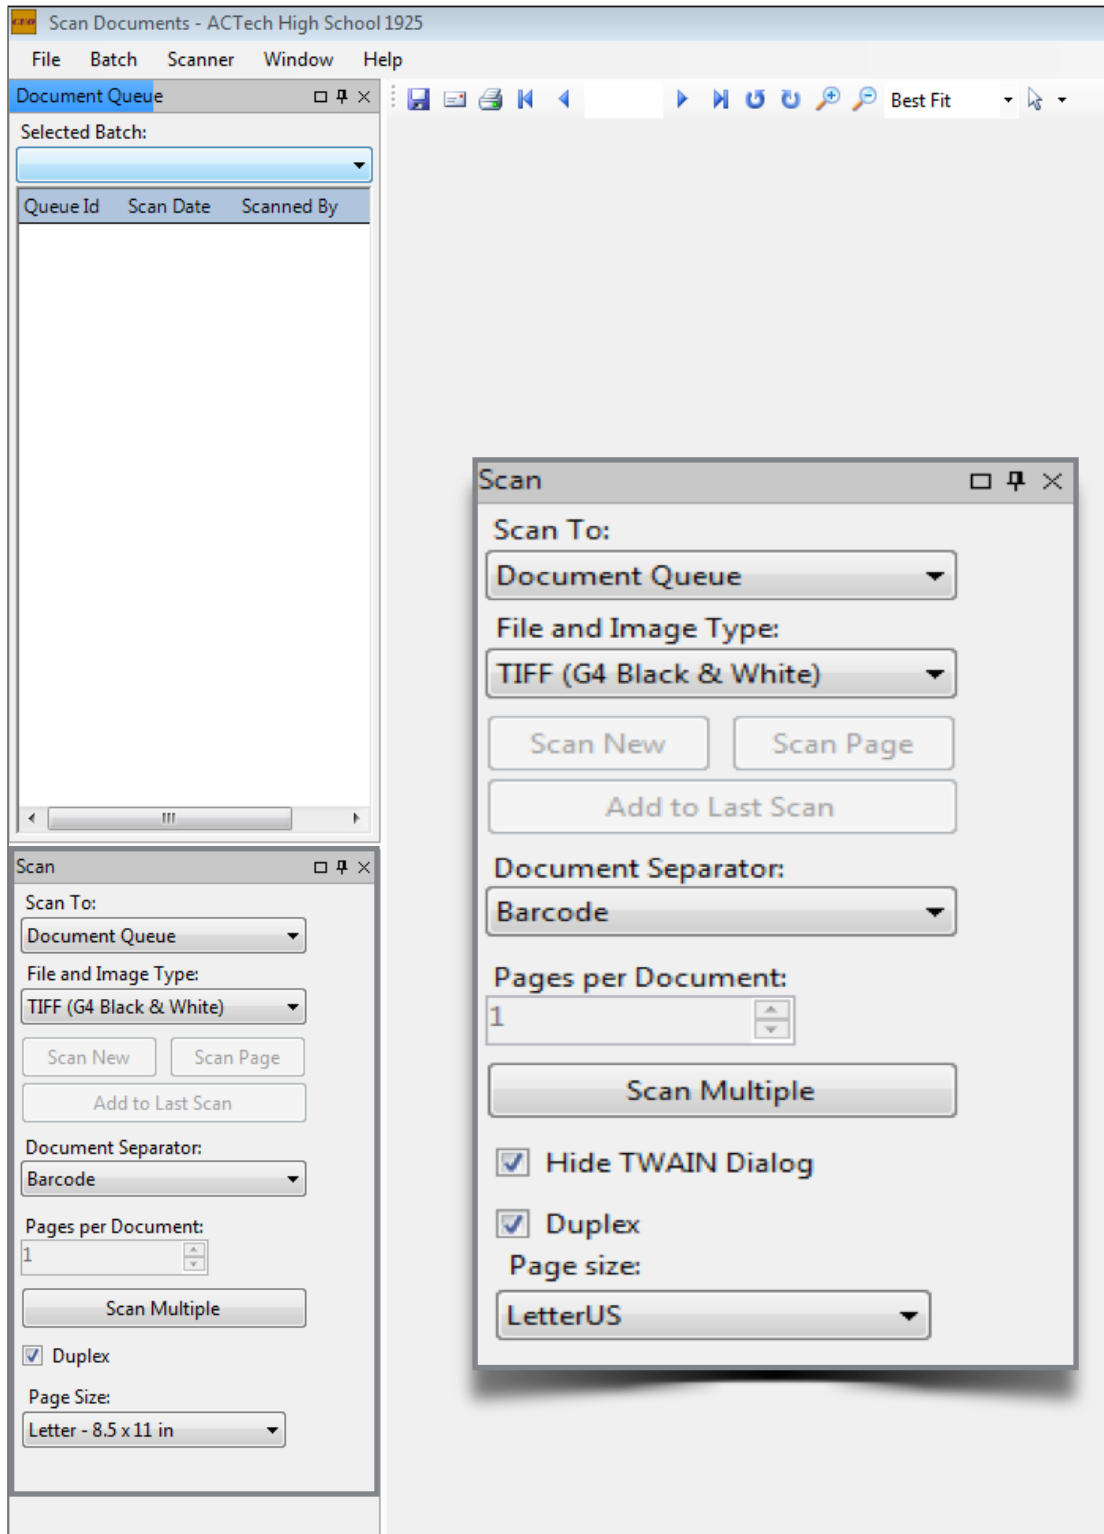 CEO Scan Documents - ACTech High School 1925
File Batch Scanner Window Help
Document Queue
Best Fit
Selected Batch:
Queue Id Scan Date Scanned By
Scan
Scan To:
Document Queue
File and Image Type:
TIFF (G4 Black & White)
Scan New Scan Page
Add to Last Scan
Document Separator:
Barcode
Pages per Document:
1
Scan Multiple
Duplex
Page Size:
Letter - 8.5 x 11 in
Scan
Scan To:
Document Queue
File and Image Type:
TIFF (G4 Black & White)
Scan New Scan Page
Add to Last Scan
Document Separator:
Barcode
Pages per Document:
1
Scan Multiple
Hide TWAIN Dialog
Duplex
Page size:
LetterUS